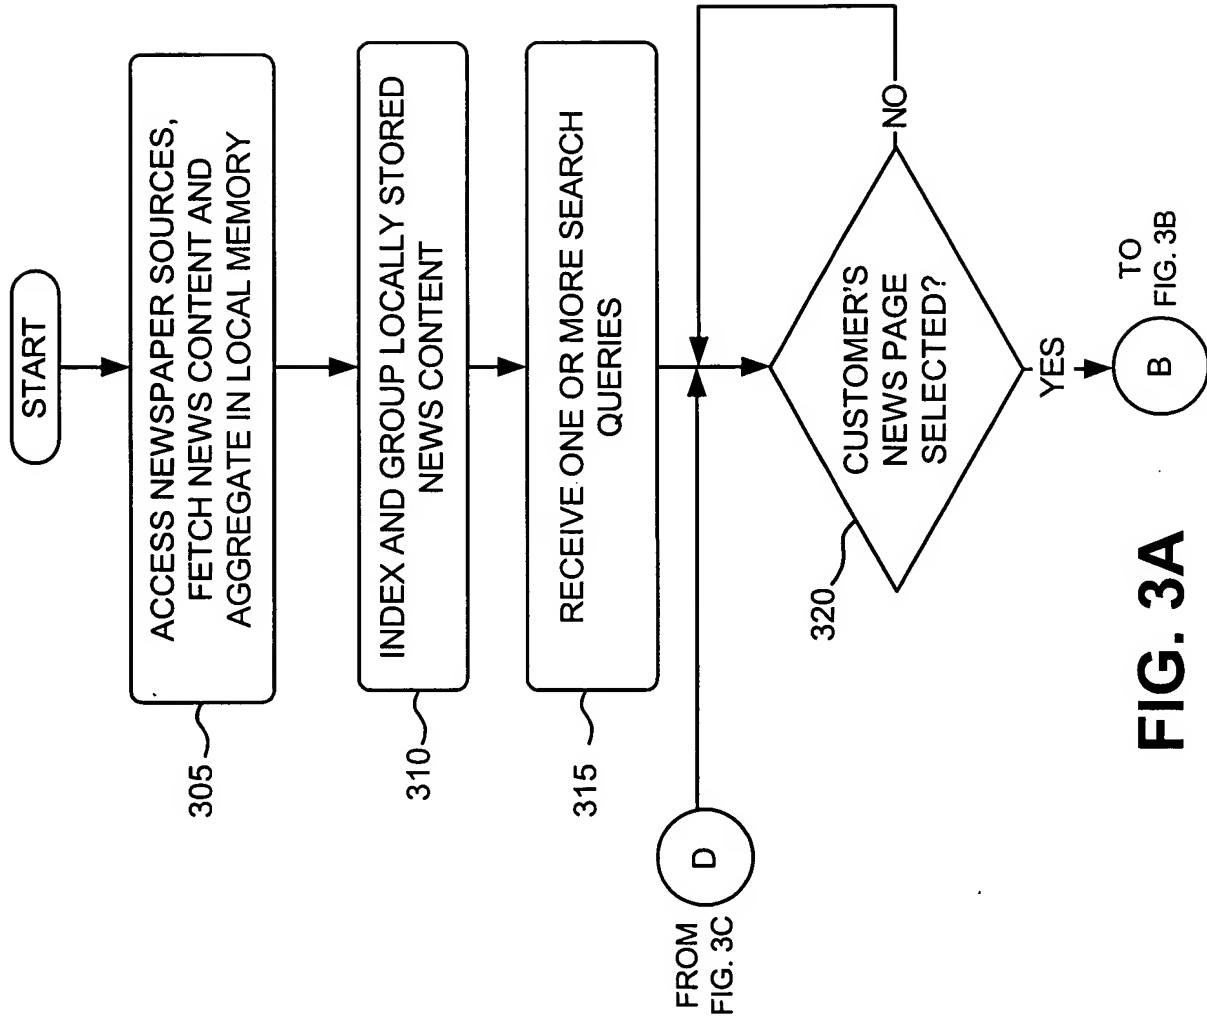 START
ACCESS NEWSPAPER SOURCES,
FETCH NEWS CONTENT AND
AGGREGATE IN LOCAL MEMORY
305
INDEX AND GROUP LOCALLY STORED
NEWS CONTENT
310
RECEIVE ONE OR MORE SEARCH
QUERIES
315
D
FROM
FIG. 3C
CUSTOMER'S
NEWS PAGE
SELECTED?
320
NO
YES
B
TO
FIG. 3B
FIG. 3A